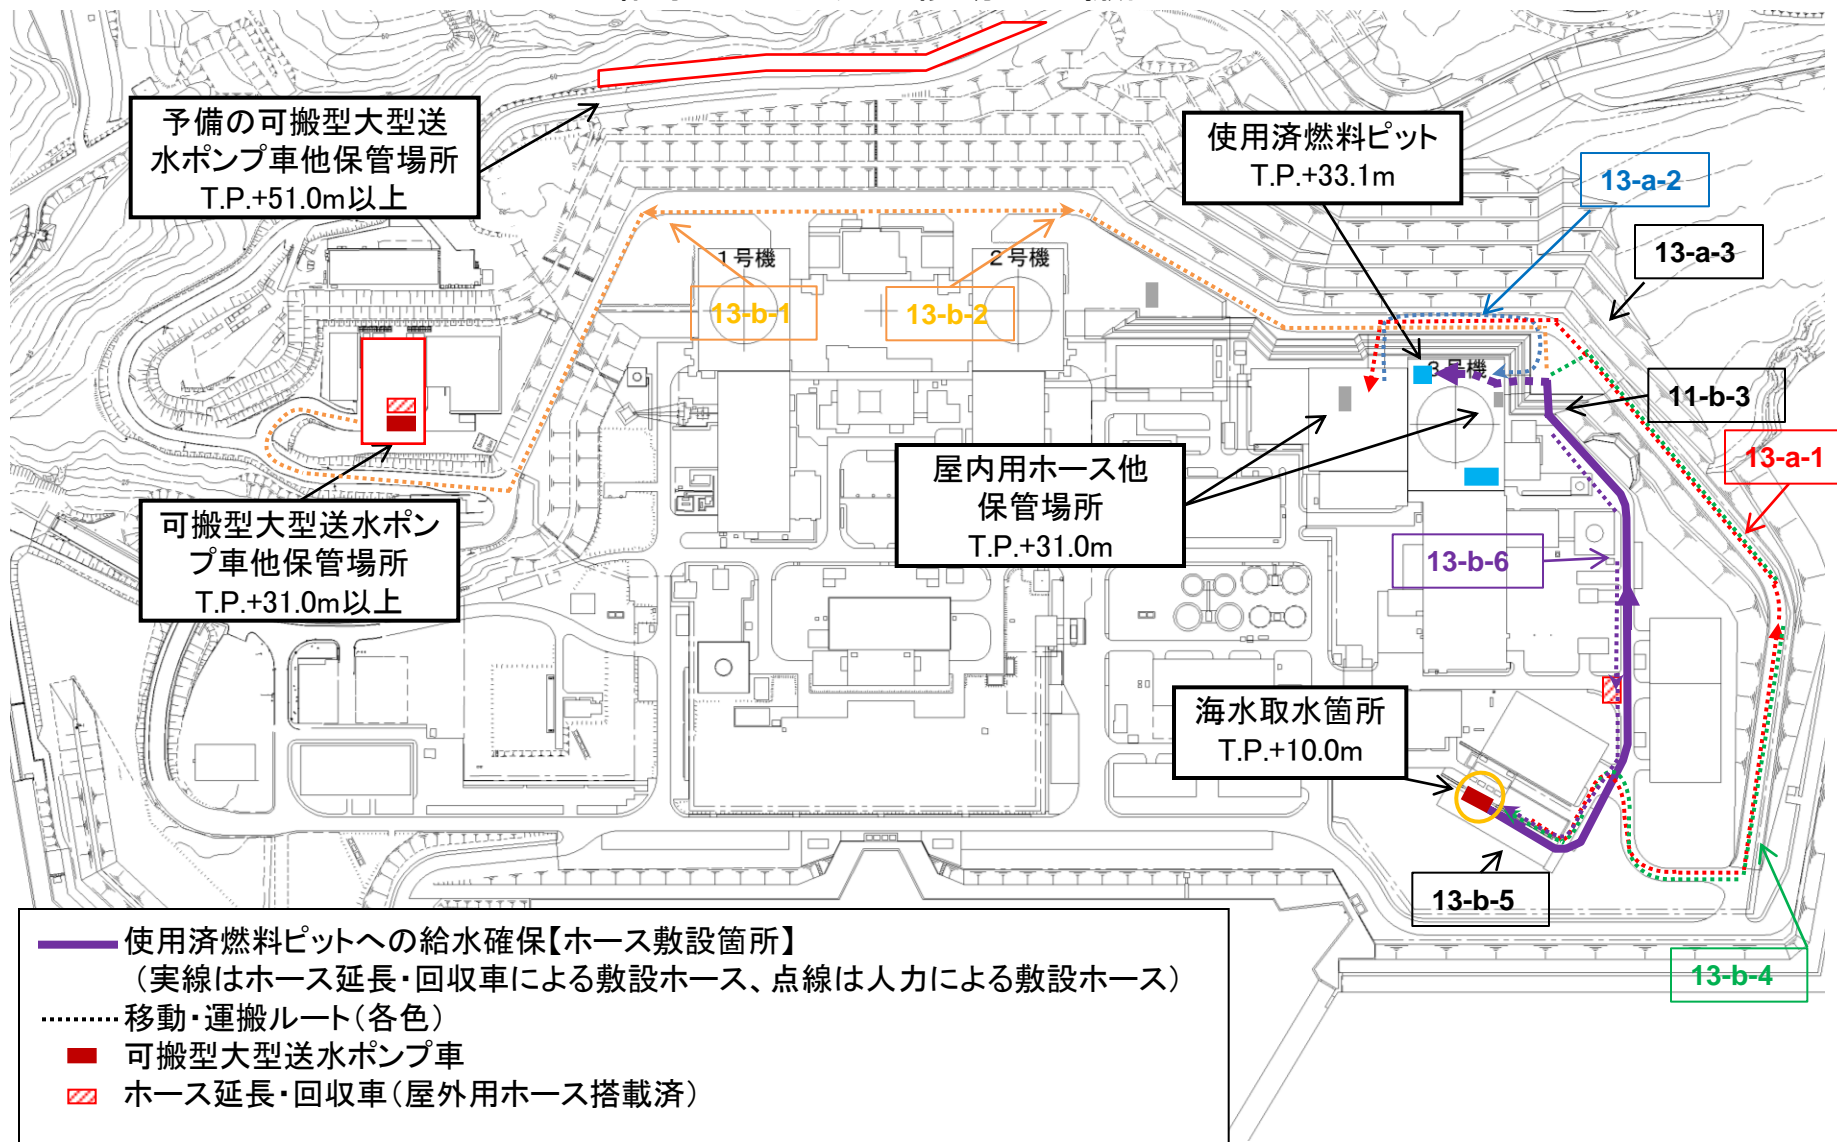 予備の可搬型大型送
水ポンプ車他保管場所
T.P.+51.0m以上
使用済燃料ピット
T.P.+33.1m
13-a-2
13-a-3
1号機
2号機
13-b-1
13-b-2
3号機
11-b-3
13-a-1
屋内用ホース他
保管場所
T.P.+31.0m
可搬型大型送水ポン
プ車他保管場所
T.P.+31.0m以上
13-b-6
海水取水箇所
T.P.+10.0m
13-b-5
13-b-4
使用済燃料ピットへの給水確保【ホース敷設箇所】
（実線はホース延長・回収車による敷設ホース、点線は人力による敷設ホース）
移動・運搬ルート（各色）
可搬型大型送水ポンプ車
ホース延長・回収車（屋外用ホース搭載済）